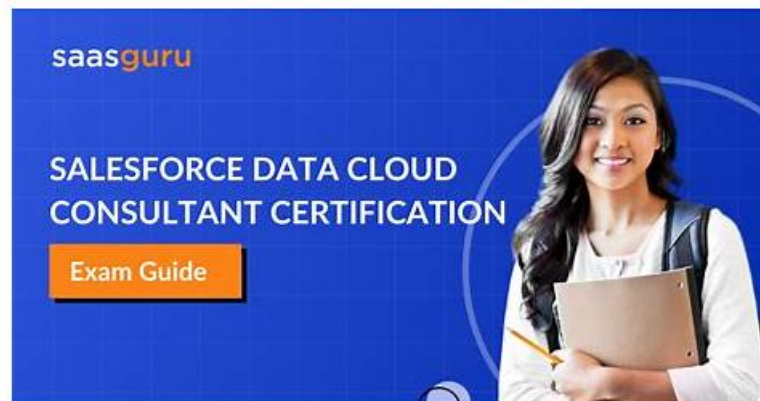 saasguru
SALESFORCE DATA CLOUD
CONSULTANT CERTIFICATION
Exam Guide